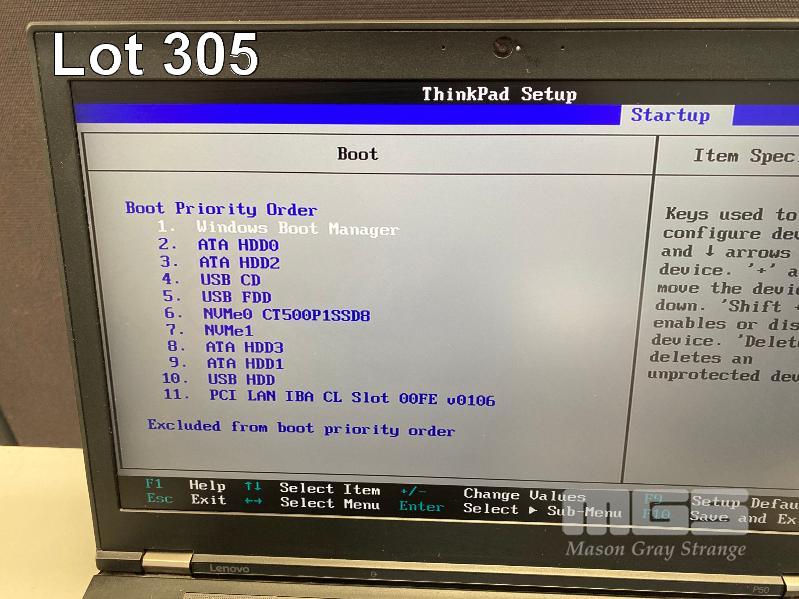 Lot 305
ThinkPad Setup
Startup
Boot
Item Spec
Boot Priority Order
1. Windows Boot Manager
2. ATA HDD0
3. ATA HDD2
4. USB CD
5. USB FDD
6. NVMe0 CT500P1SSD8
7. NVMe1
8. ATA HDD3
9. ATA HDD1
10. USB HDD
11. PCI LAN IBA CL Slot 00FE v0106
Excluded from boot priority order
Keys used to
configure dev
and ↓ arrows
device. '+' a
move the devi
down. 'Shift +
enables or dis
device. 'Delet
deletes an
unprotected dev
F1 Help ↑↓ Select Item +/- Change Values F9 Setup Defau
Esc Exit ←→ Select Menu Enter Select ▶ Sub-Menu F10 Save and Ex
MGS
Mason Gray Strange
Lenovo
P50